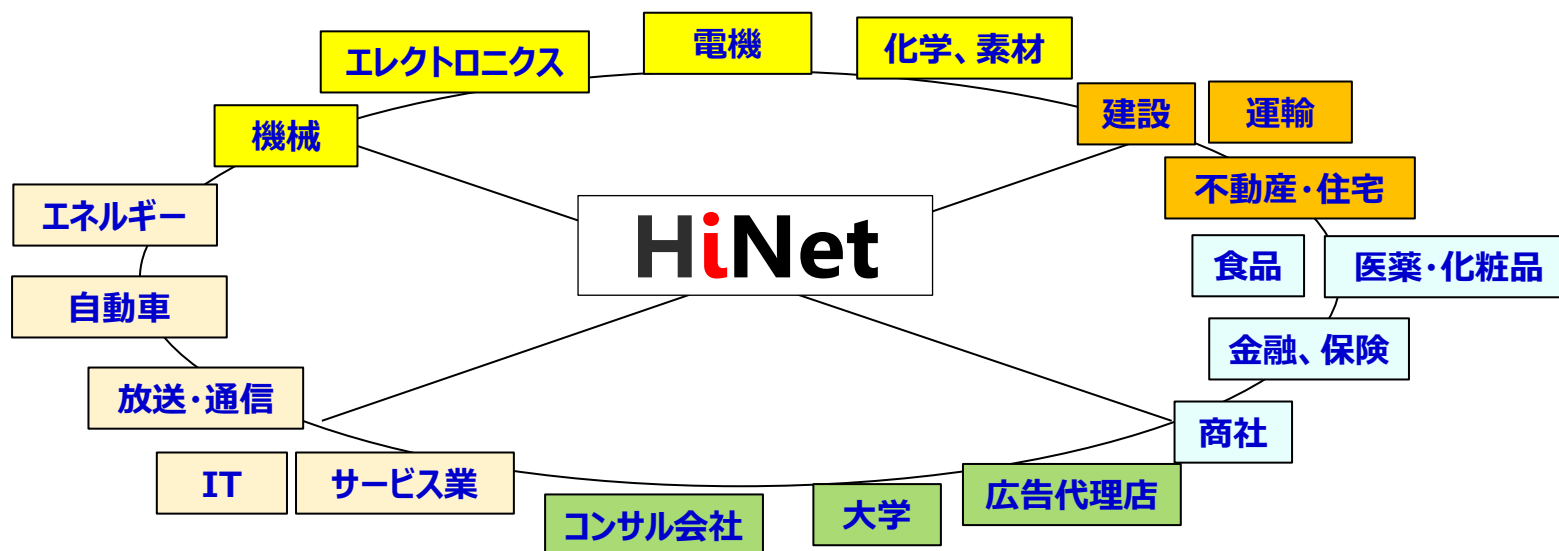 電機
化学、素材
エレクトロニクス
建設
運輸
機械
不動産・住宅
エネルギー
HiNet
食品
医薬・化粧品
自動車
金融、保険
放送・通信
商社
IT
サービス業
広告代理店
大学
コンサル会社